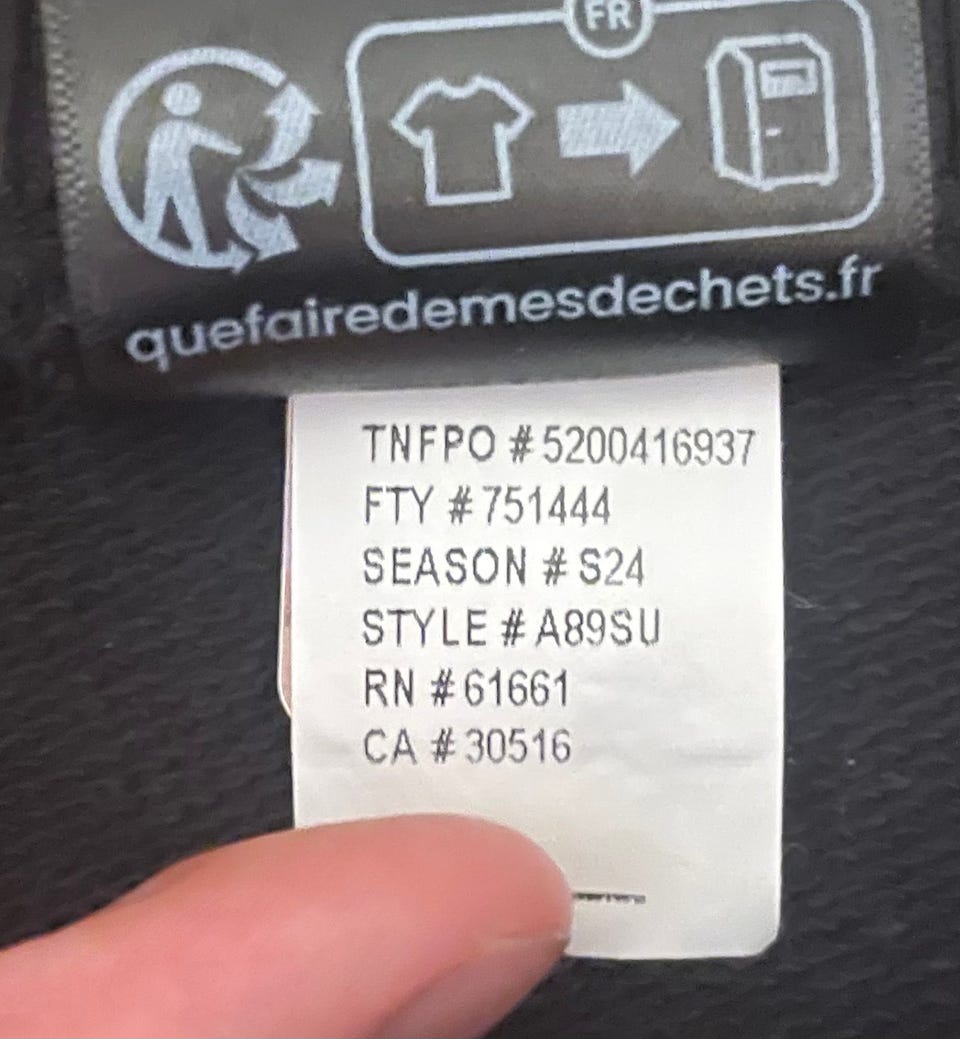 FR
quefairedemesdechets.fr
TNFPO # 5200416937
FTY # 751444
SEASON # S24
STYLE # A89SU
RN # 61661
CA # 30516